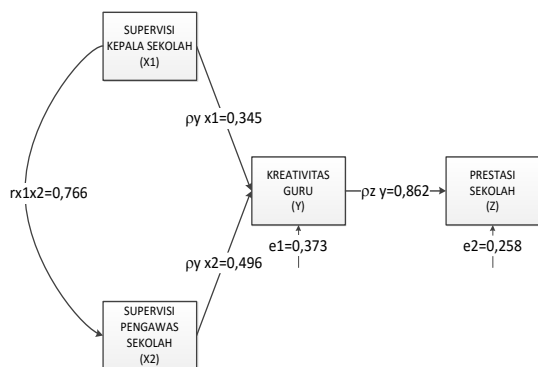 SUPERVISI
KEPALA SEKOLAH
(X1)
ρy x1=0,345
rx1x2=0,766
KREATIVITAS
GURU
(Y)
ρz y=0,862
PRESTASI
SEKOLAH
(Z)
e1=0,373
e2=0,258
ρy x2=0,496
SUPERVISI
PENGAWAS
SEKOLAH
(X2)